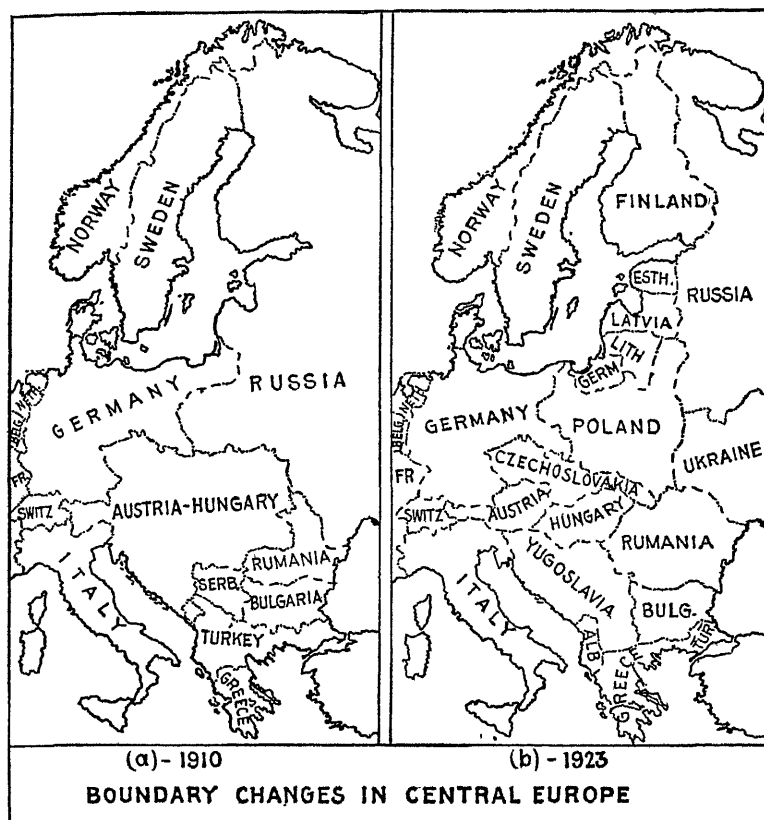 NORWAY
SWEDEN
GERMANY
RUSSIA
NETH.
BELG.
FR.
SWITZ
AUSTRIA-HUNGARY
ITALY
RUMANIA
SERB.
BULGARIA
TURKEY
GREECE
(a) - 1910
NORWAY
SWEDEN
FINLAND
ESTH.
RUSSIA
LATVIA
LITH
GERM
NETH.
BELG.
GERMANY
POLAND
UKRAINE
FR
CZECHOSLOVAKIA
SWITZ
AUSTRIA
HUNGARY
RUMANIA
YUGOSLAVIA
ITALY
BULG.
TURK
ALB
GREECE
(b) - 1923
BOUNDARY CHANGES IN CENTRAL EUROPE